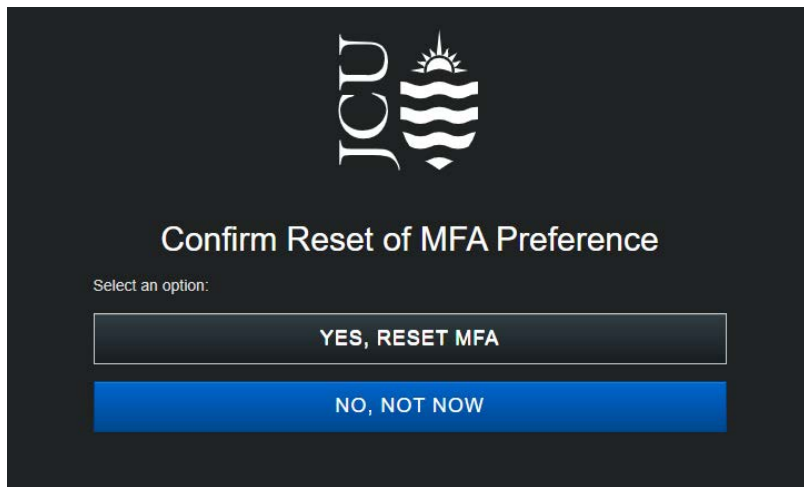 JCU
Confirm Reset of MFA Preference
Select an option:
YES, RESET MFA
NO, NOT NOW